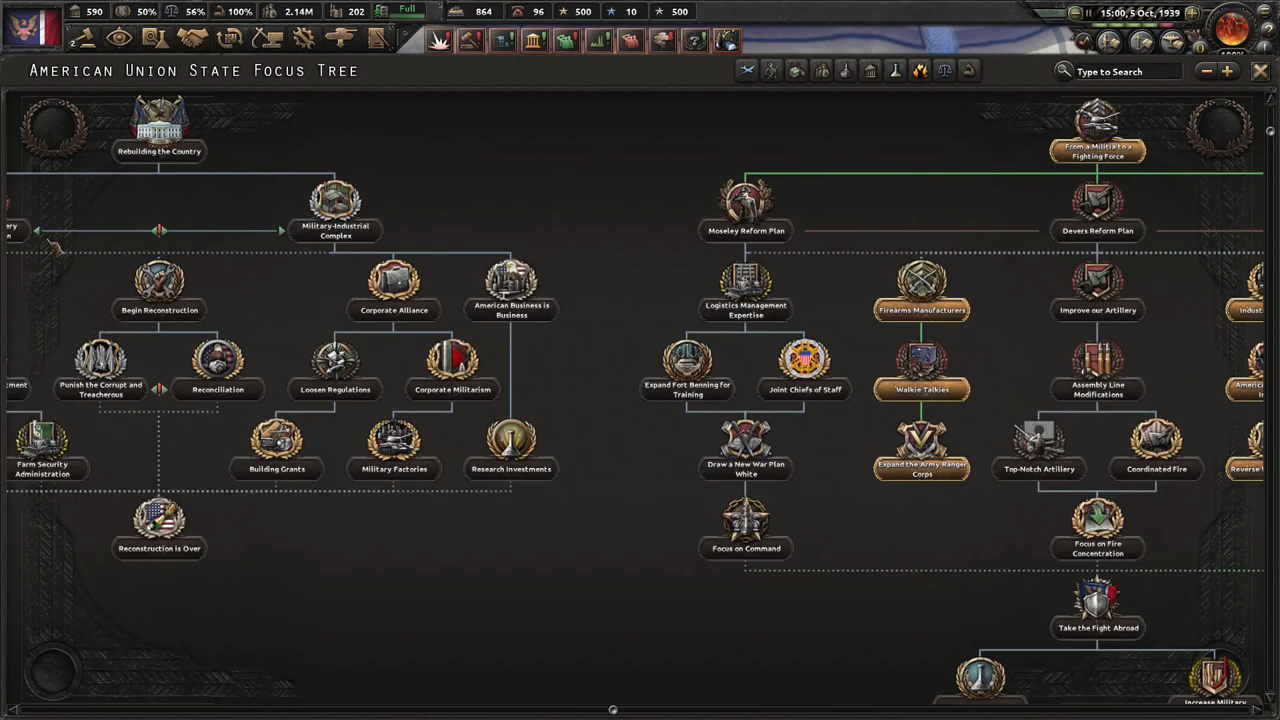 590
50%
56%
100%
2.14M
202
Full
864
96
500
10
500
15:00, 5 Oct, 1939
2
0
100%
American Union State Focus Tree
Type to Search
Rebuilding the Country
From a Militia to a
Fighting Force
Military-Industrial
Complex
Moseley Reform Plan
Devers Reform Plan
Begin Reconstruction
Corporate Alliance
American Business is
Business
Logistics Management
Expertise
Firearms Manufacturers
Improve our Artillery
Indust
Punish the Corrupt and
Treacherous
Reconciliation
Loosen Regulations
Corporate Militarism
Expand Fort Benning for
Training
Joint Chiefs of Staff
Walkie Talkies
Assembly Line
Modifications
Farm Security
Administration
Building Grants
Military Factories
Research Investments
Draw a New War Plan
White
Expand the Army Ranger
Corps
Top-Notch Artillery
Coordinated Fire
Reverse
Reconstruction is Over
Focus on Command
Focus on Fire
Concentration
Take the Fight Abroad
Increase Military